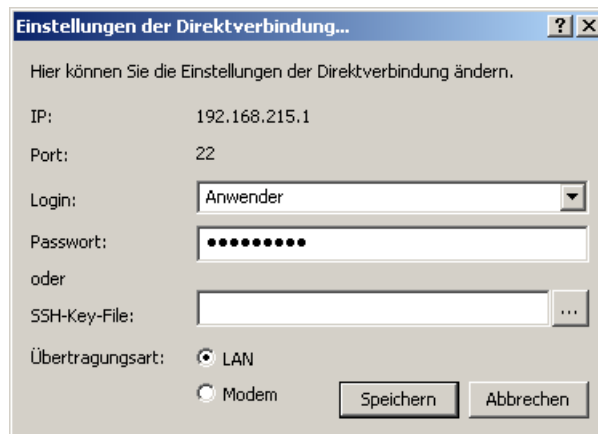 Einstellungen der Direktverbindung...
Hier können Sie die Einstellungen der Direktverbindung ändern.
IP: 192.168.215.1
Port: 22
Login: Anwender
Passwort: ●●●●●●●●●
oder
SSH-Key-File: ...
Übertragungsart: LAN
Modem
Speichern Abbrechen